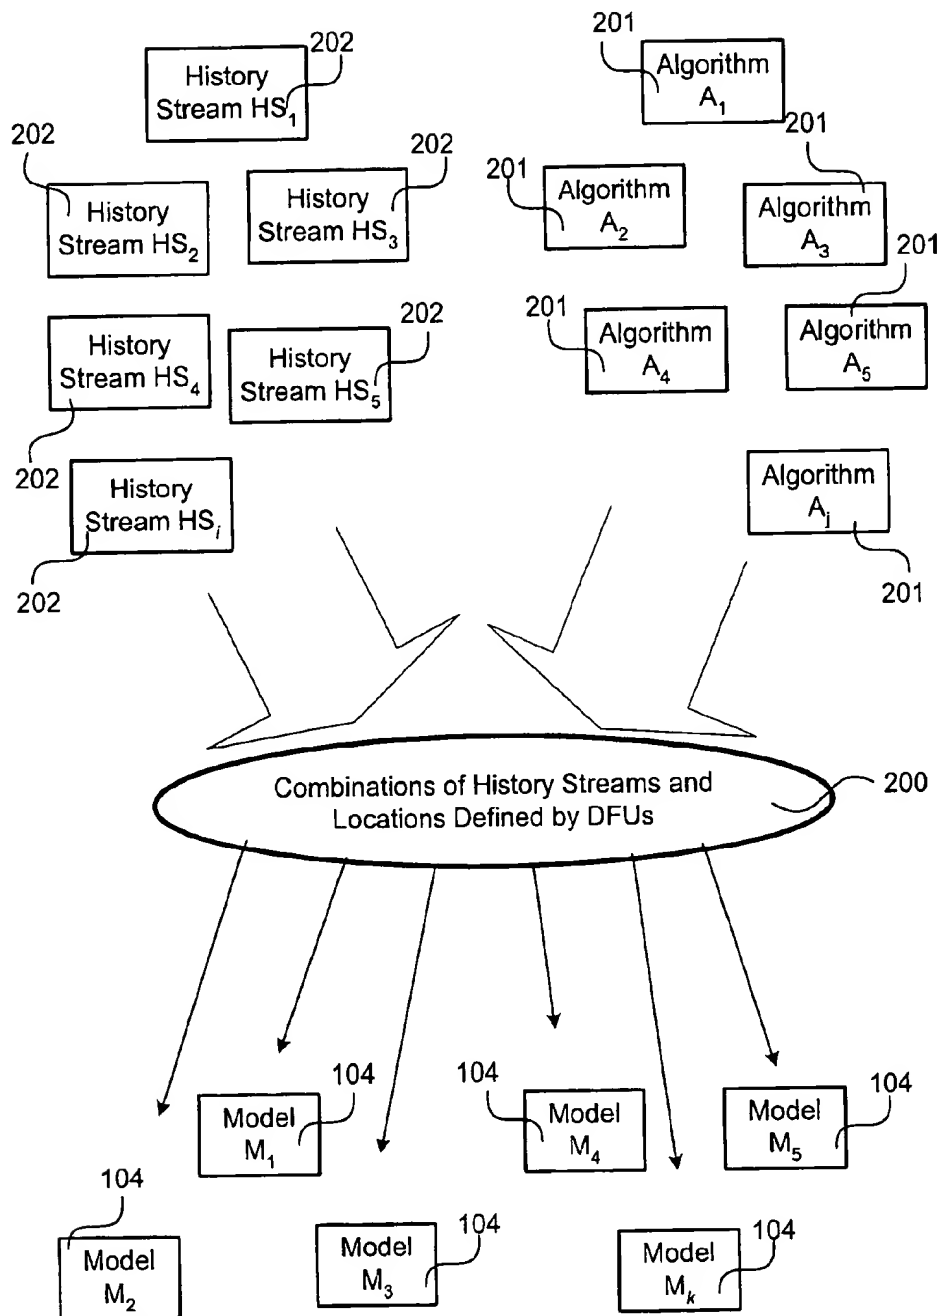 202
History
Stream HS1
201
Algorithm
A1
202
History
Stream HS2
202
History
Stream HS3
201
Algorithm
A2
201
Algorithm
A3
History
Stream HS4
202
202
History
Stream HS5
201
Algorithm
A4
201
Algorithm
A5
History
Stream HSi
202
Algorithm
Aj
201
Combinations of History Streams and
Locations Defined by DFUs
200
104
Model
M1
104
Model
M4
104
Model
M5
104
Model
M2
104
Model
M3
104
Model
Mk